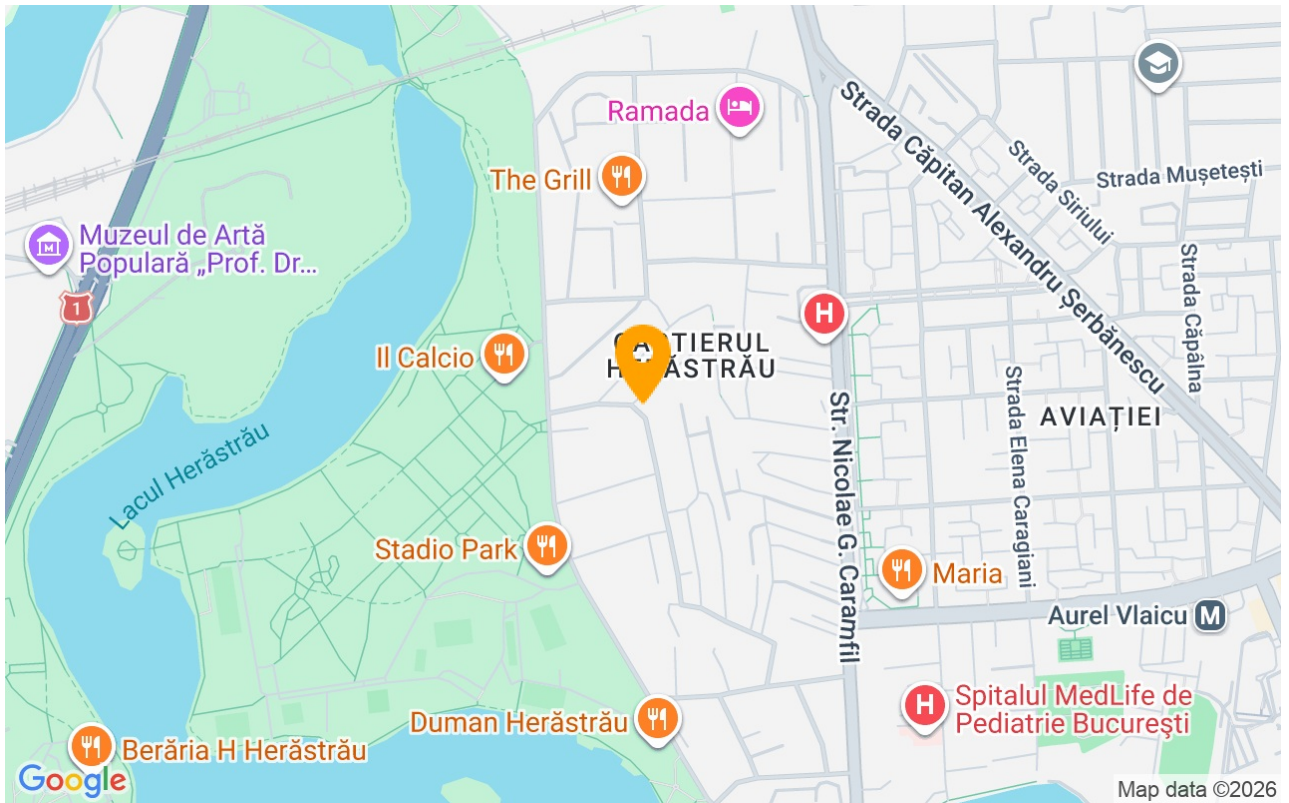 Ramada
The Grill
Strada Căpitan Alexandru Șerbănescu
Strada Siriului
Strada Mușetești
Strada Căpâlna
Muzeul de Artă
Populară „Prof. Dr...
1
H
Il Calcio
HERĂSTRĂU
Strada Elena Caragiani
AVIAȚIEI
Str. Nicolae G. Caramfil
Lacul Herăstrău
Stadio Park
Maria
Aurel Vlaicu M
H
Spitalul MedLife de
Pediatrie București
Duman Herăstrău
Berăria H Herăstrău
Google
Map data ©2026